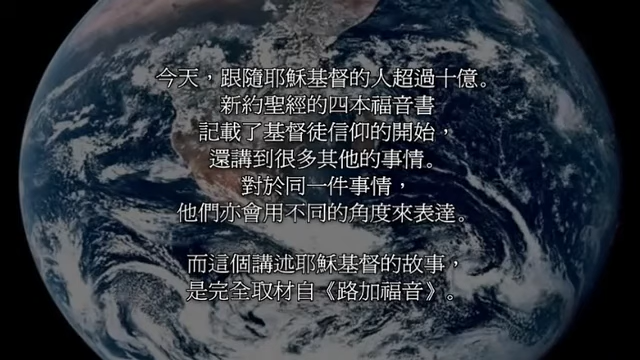 今天，跟隨耶穌基督的人超過十億。
新約聖經的四本福音書
記載了基督徒信仰的開始，
還講到很多其他的事情。
對於同一件事情，
他們亦會用不同的角度來表達。
而這個講述耶穌基督的故事，
是完全取材自《路加福音》。